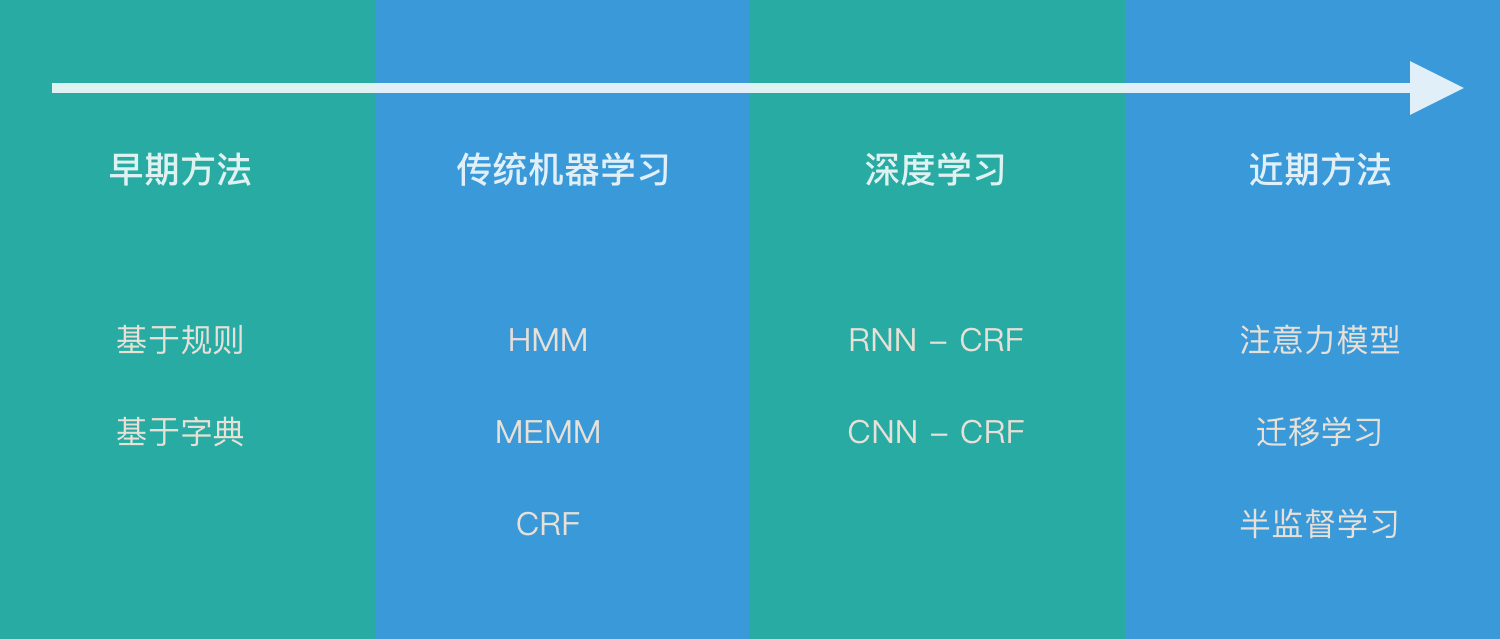 早期方法
传统机器学习
深度学习
近期方法
基于规则
HMM
RNN – CRF
注意力模型
基于字典
MEMM
CNN – CRF
迁移学习
CRF
半监督学习